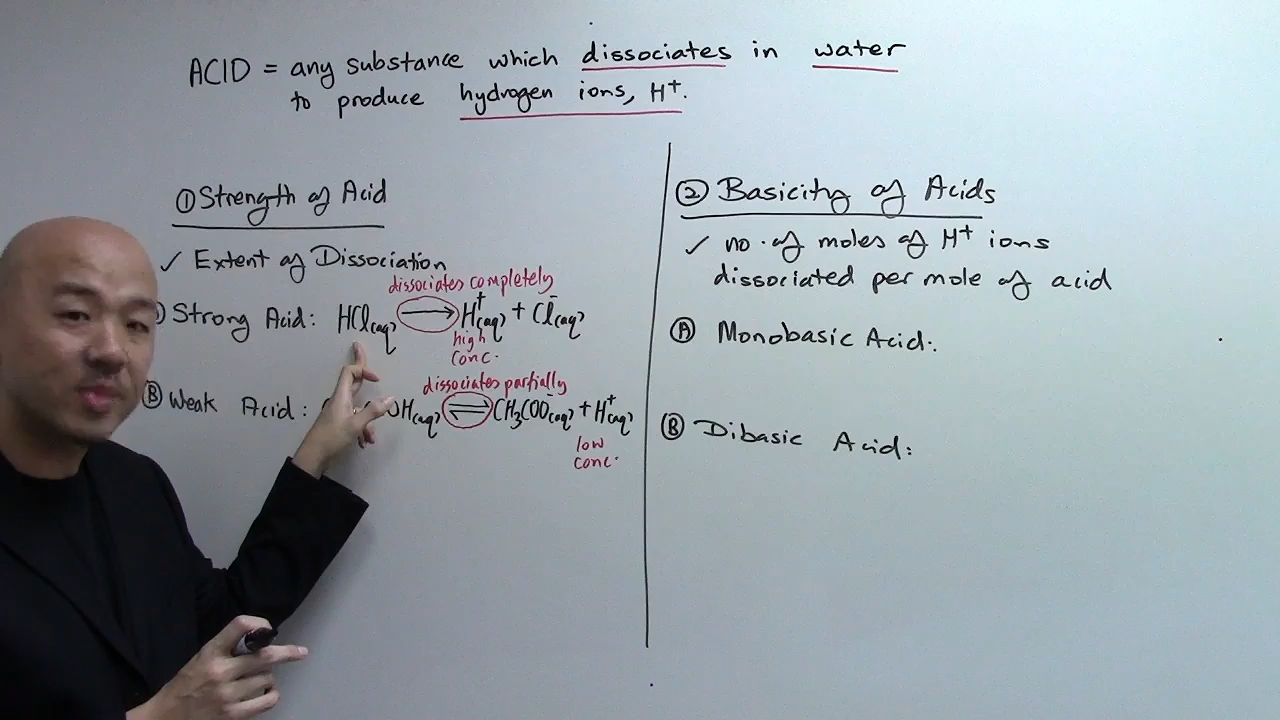 ACID = any substance which dissociates in water
to produce hydrogen ions, H⁺.
① Strength of Acid
✓ Extent of Dissociation
dissociates completely
Strong Acid: HCl(aq) → H⁺(aq) + Cl⁻(aq)
high
conc.
dissociates partially
Ⓑ Weak Acid: OH(aq) ⇌ CH₃COO⁻(aq) + H⁺(aq)
low
conc.
② Basicity of Acids
✓ no. of moles of H⁺ ions
dissociated per mole of acid
Ⓐ Monobasic Acid:
Ⓑ Dibasic Acid: